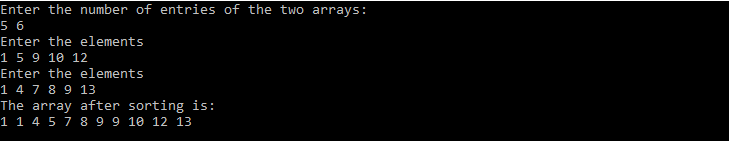 Enter the number of entries of the two arrays:
5 6
Enter the elements
1 5 9 10 12
Enter the elements
1 4 7 8 9 13
The array after sorting is:
1 1 4 5 7 8 9 9 10 12 13